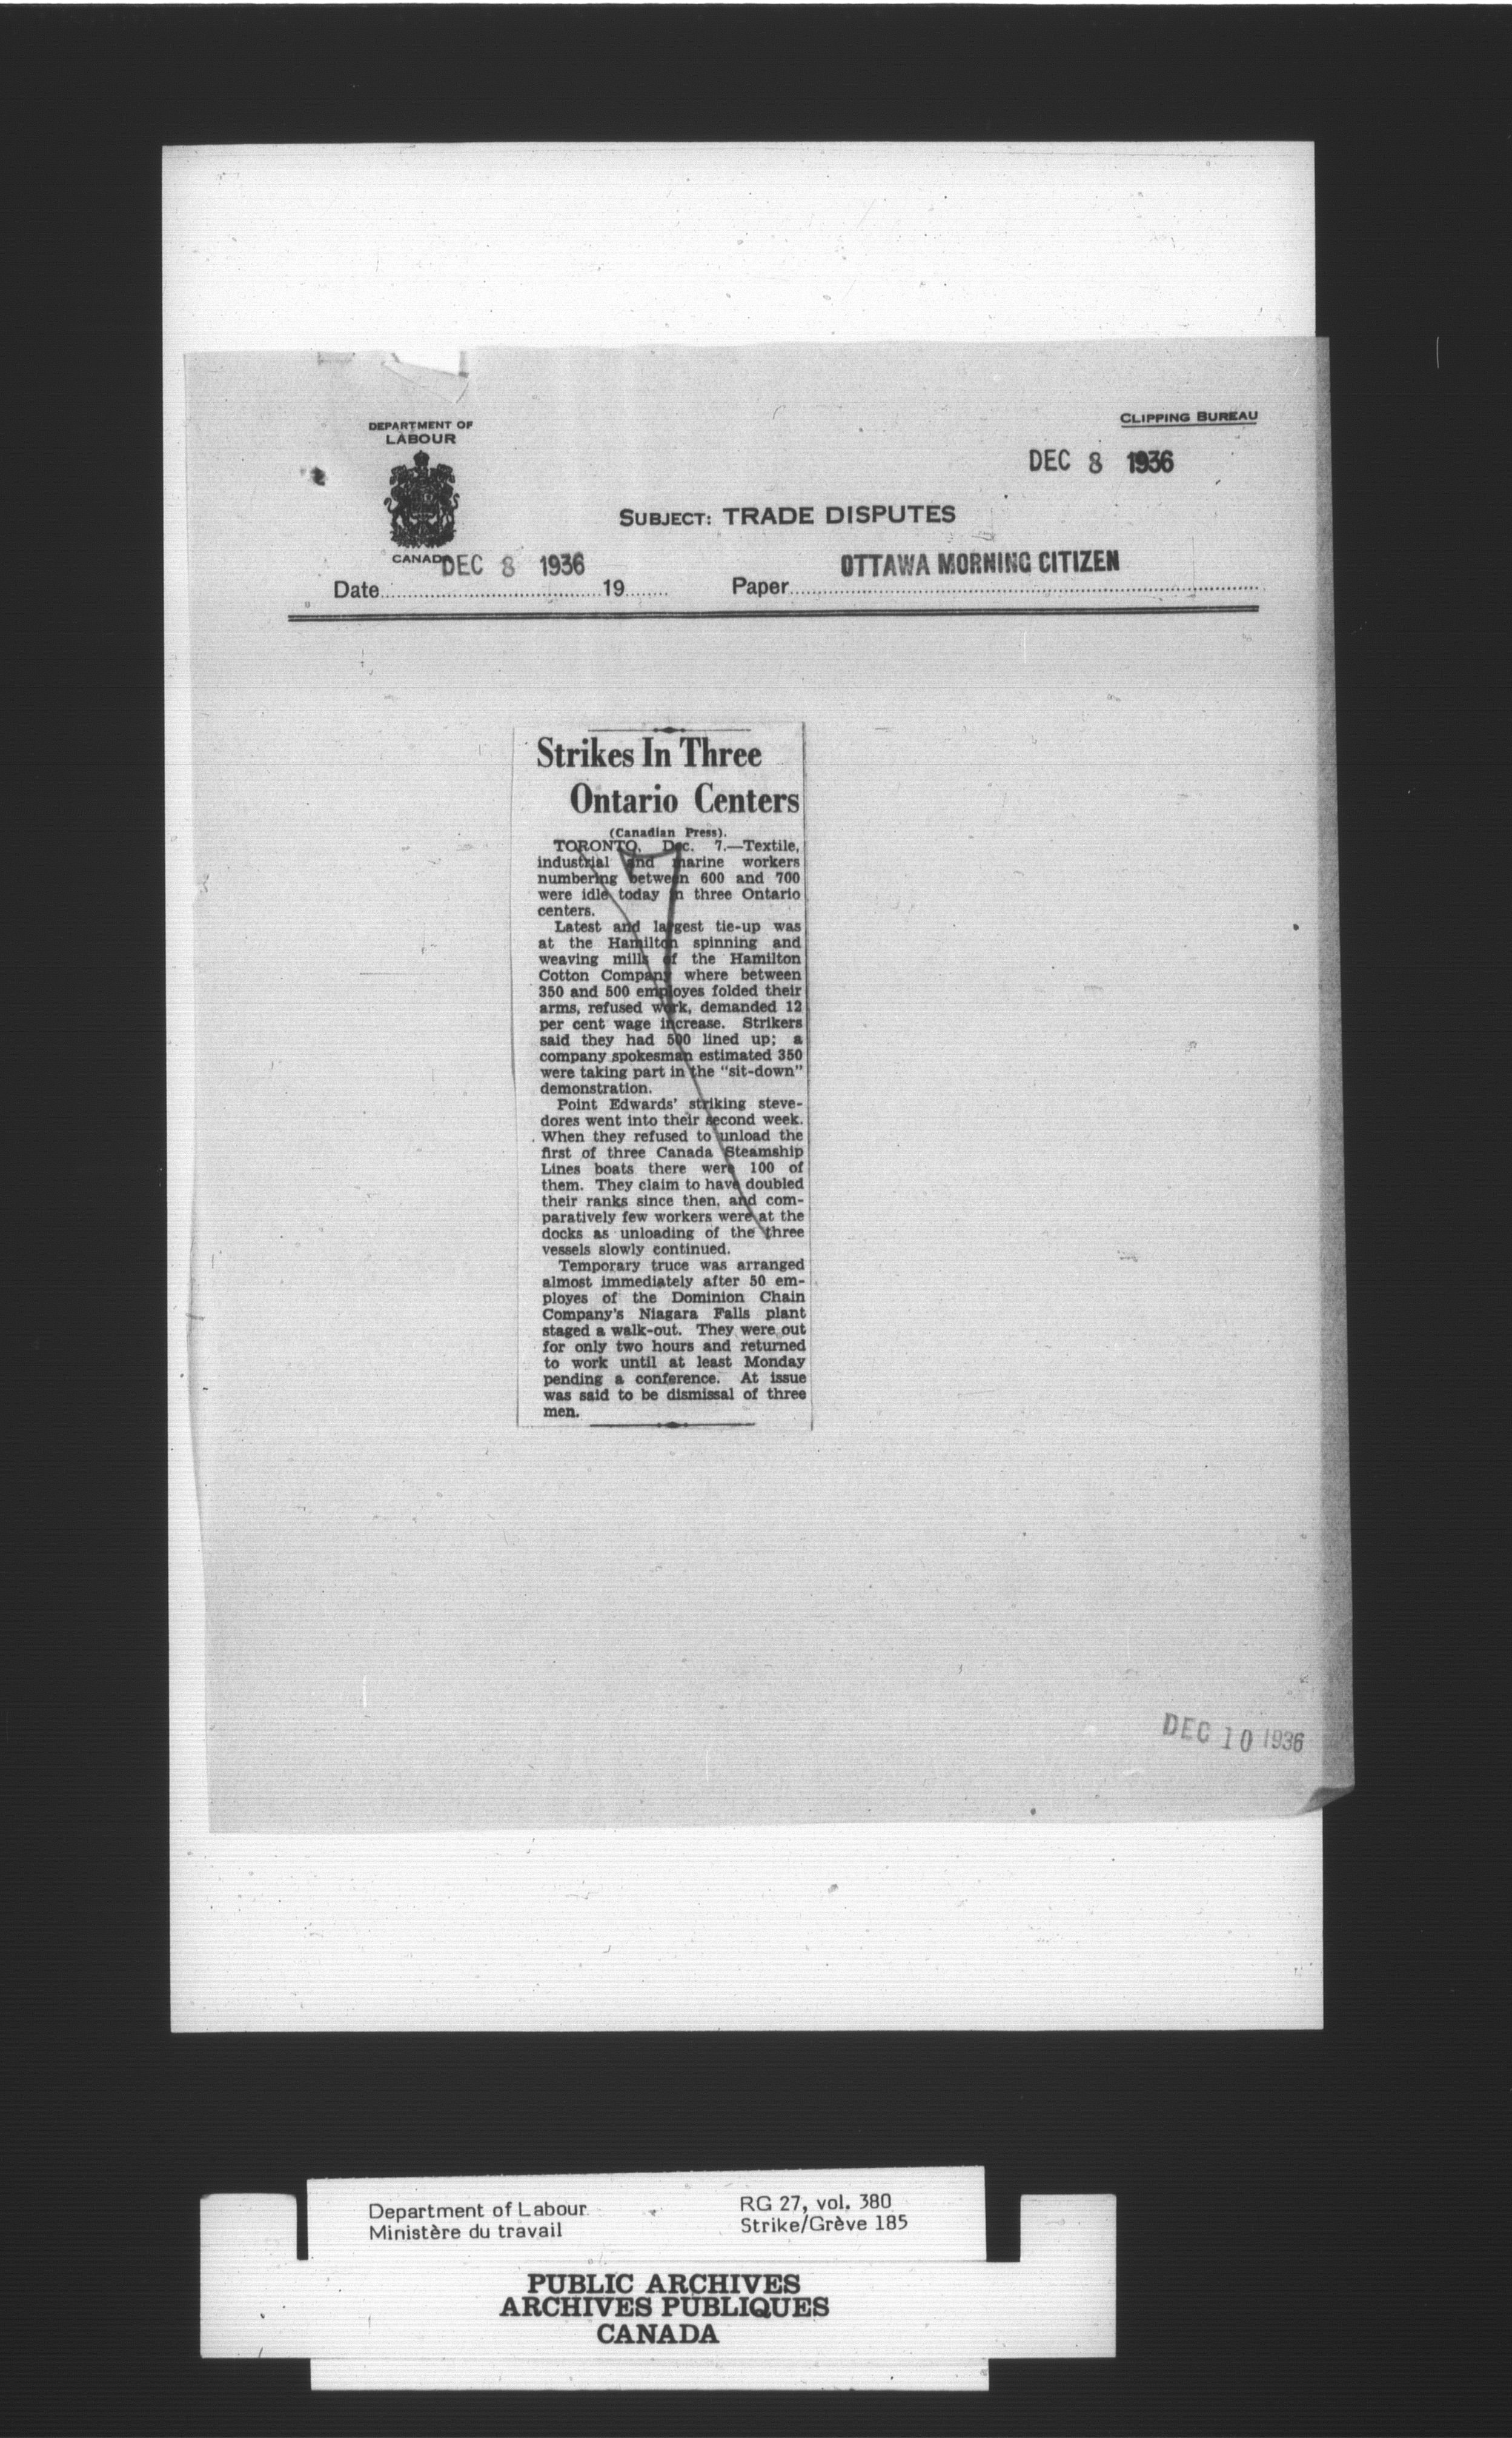 DEPARTMENT OF
LABOUR
CLIPPING BUREAU
DEC 8 1936
SUBJECT: TRADE DISPUTES
CANADA
DEC 8 1936
OTTAWA MORNING CITIZEN
Date 19 Paper
Strikes In Three
Ontario Centers
(Canadian Press).
TORONTO, Dec. 7.—Textile,
industrial and marine workers
numbering between 600 and 700
were idle today in three Ontario
centers.
Latest and largest tie-up was
at the Hamilton spinning and
weaving mills of the Hamilton
Cotton Company where between
350 and 500 employes folded their
arms, refused work, demanded 12
per cent wage increase. Strikers
said they had 500 lined up; a
company spokesman estimated 350
were taking part in the "sit-down"
demonstration.
Point Edwards' striking steve-
dores went into their second week.
When they refused to unload the
first of three Canada Steamship
Lines boats there were 100 of
them. They claim to have doubled
their ranks since then, and com-
paratively few workers were at the
docks as unloading of the three
vessels slowly continued.
Temporary truce was arranged
almost immediately after 50 em-
ployes of the Dominion Chain
Company's Niagara Falls plant
staged a walk-out. They were out
for only two hours and returned
to work until at least Monday
pending a conference. At issue
was said to be dismissal of three
men.
DEC 10 1936
Department of Labour
Ministère du travail
RG 27, vol. 380
Strike/Grève 185
PUBLIC ARCHIVES
ARCHIVES PUBLIQUES
CANADA